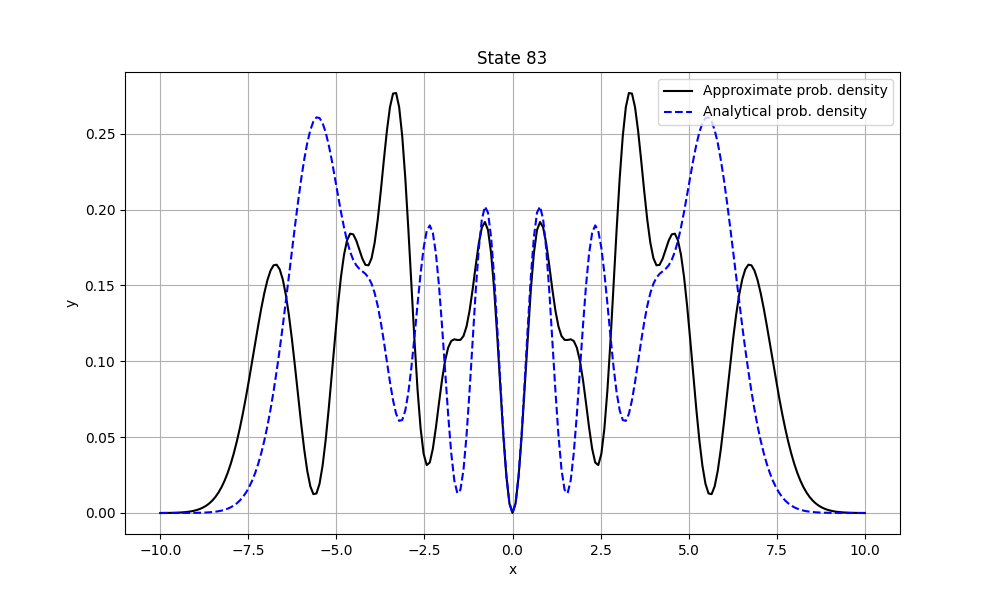 State 83
Approximate prob. density
Analytical prob. density
0.25
0.20
0.15
0.10
0.05
0.00
y
−10.0 −7.5 −5.0 −2.5 0.0 2.5 5.0 7.5 10.0
x